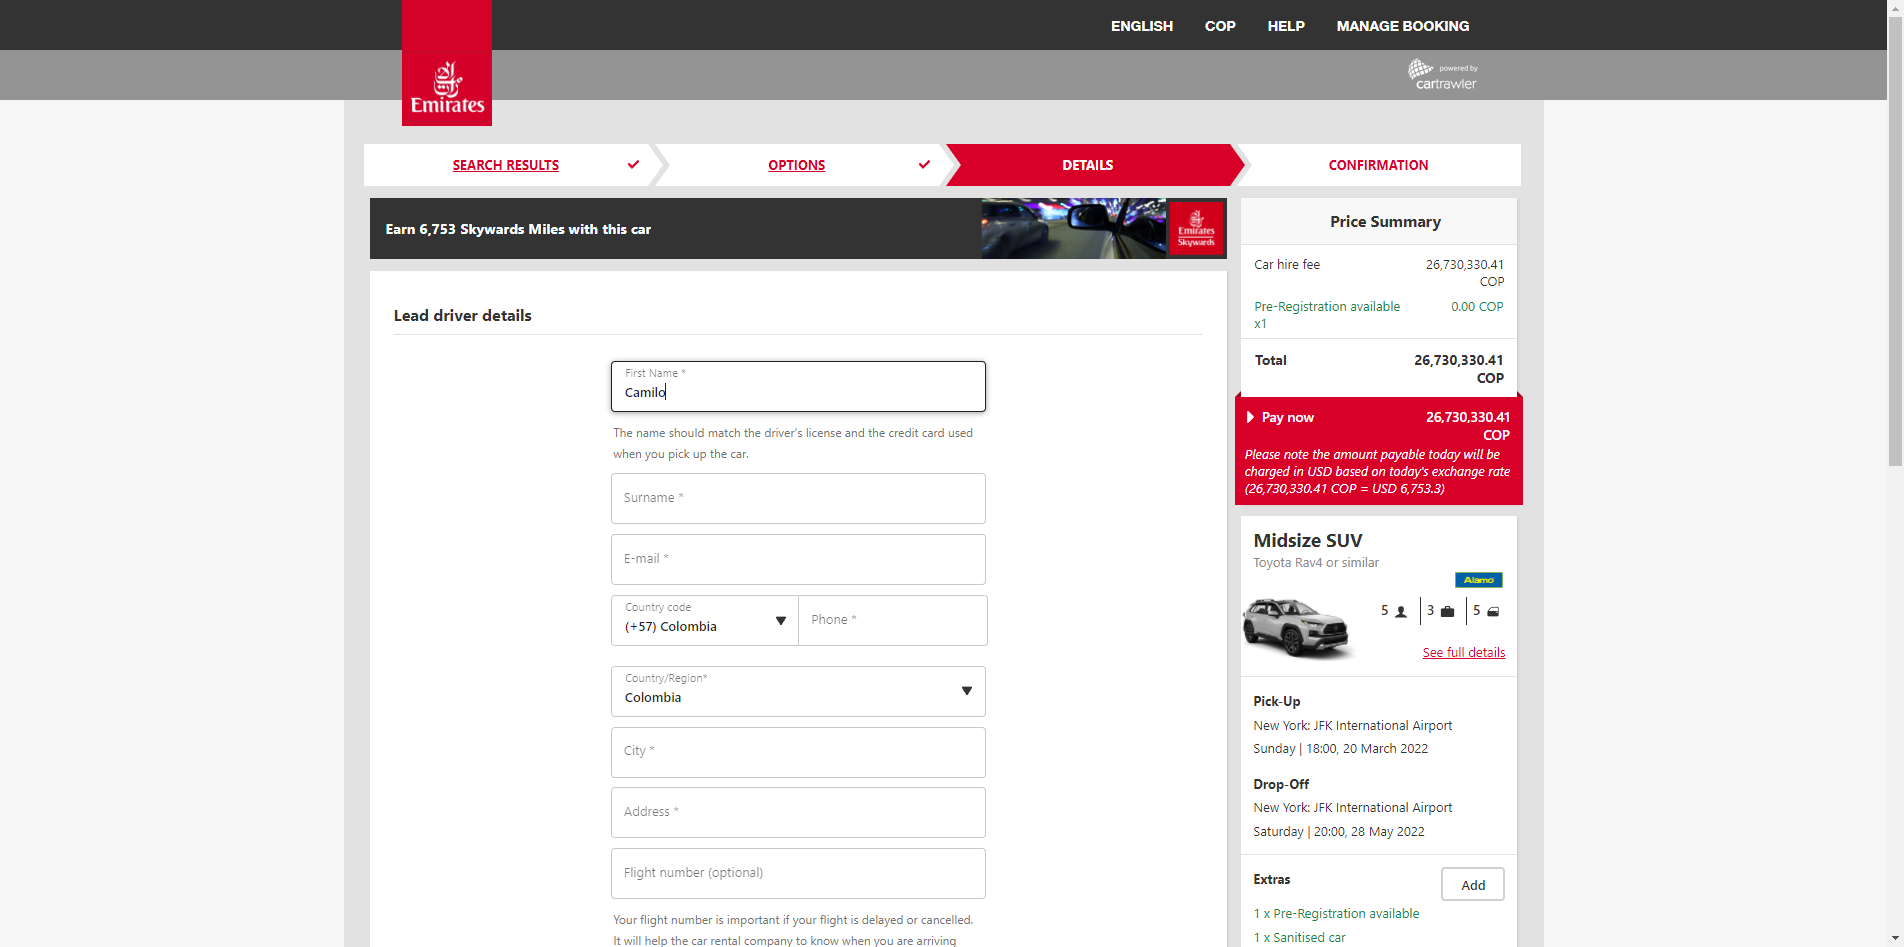 ENGLISH COP HELP MANAGE BOOKING
Emirates
powered by
cartrawler
SEARCH RESULTS OPTIONS DETAILS CONFIRMATION
Earn 6,753 Skywards Miles with this car
Emirates
Skywards
Lead driver details
First Name *
Camilo
The name should match the driver's license and the credit card used
when you pick up the car.
Surname *
E-mail *
Country code
(+57) Colombia
Phone *
Country/Region*
Colombia
City *
Address *
Flight number (optional)
Your flight number is important if your flight is delayed or cancelled.
It will help the car rental company to know when you are arriving
Price Summary
Car hire fee 26,730,330.41
COP
Pre-Registration available 0.00 COP
x1
Total 26,730,330.41
COP
Pay now 26,730,330.41
COP
Please note the amount payable today will be
charged in USD based on today's exchange rate
(26,730,330.41 COP = USD 6,753.3)
Midsize SUV
Toyota Rav4 or similar
Alamo
5 3 5
See full details
Pick-Up
New York: JFK International Airport
Sunday | 18:00, 20 March 2022
Drop-Off
New York: JFK International Airport
Saturday | 20:00, 28 May 2022
Extras Add
1 x Pre-Registration available
1 x Sanitised car